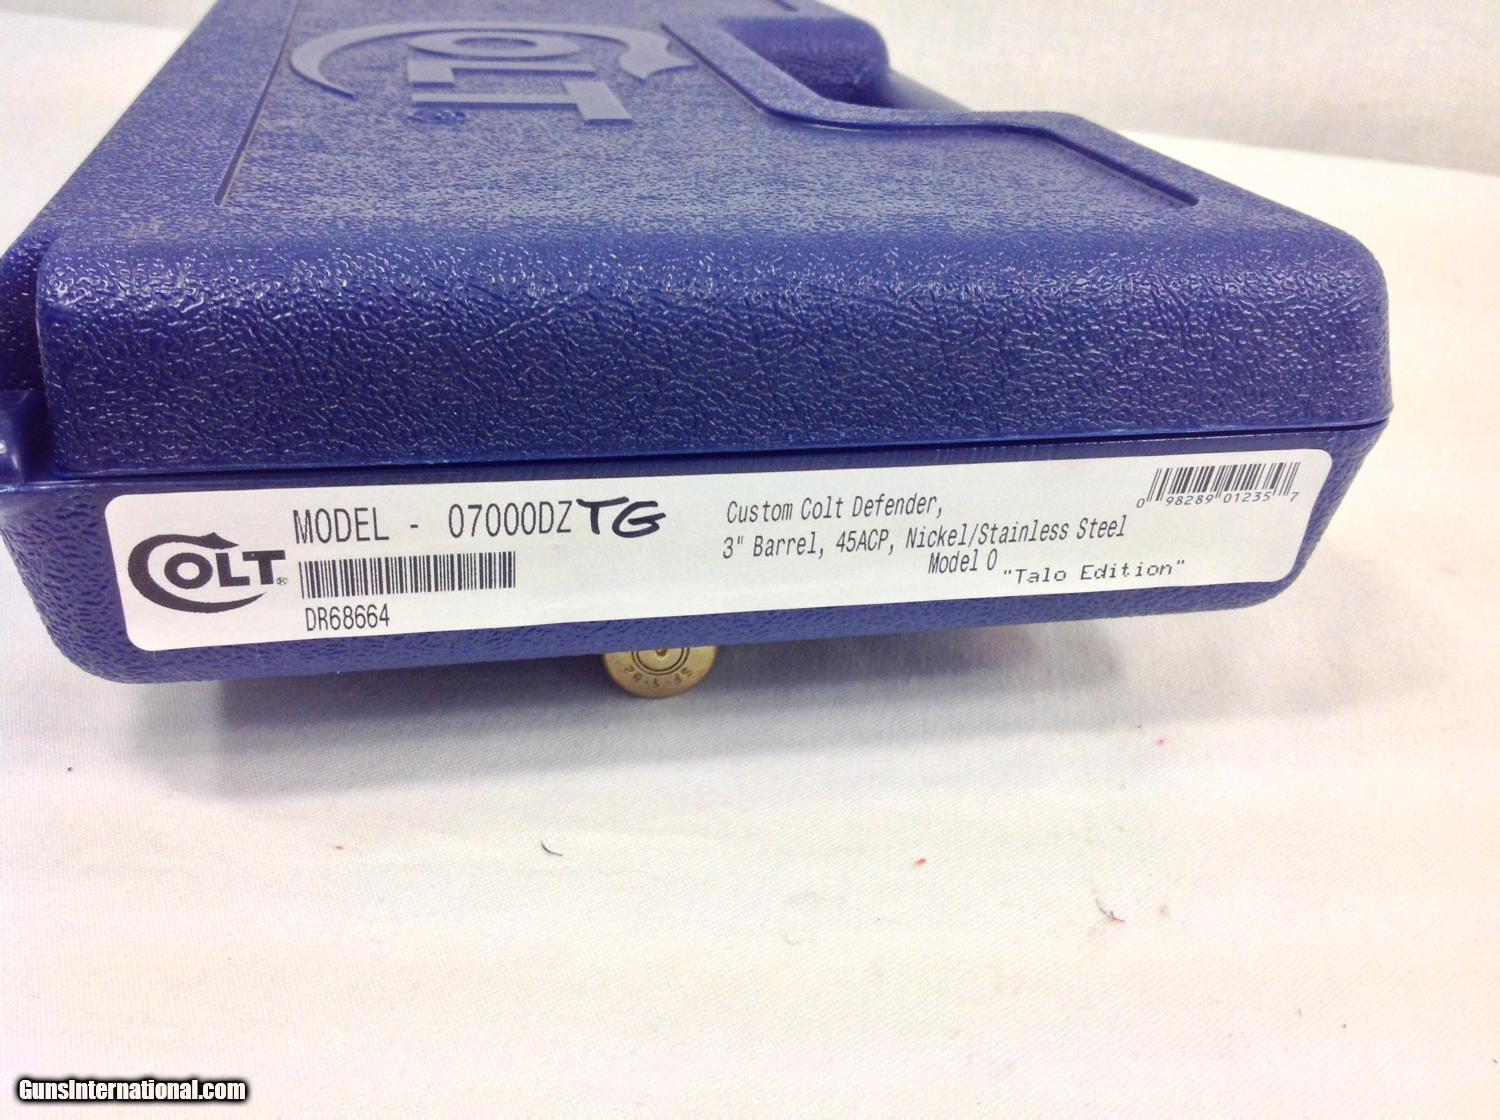 COLT®
COLT®
MODEL - 07000DZ TG
DR68664
Custom Colt Defender,
3" Barrel, 45ACP, Nickel/Stainless Steel
Model O
"Talo Edition"
0 98289 01235 7
GunsInternational.com